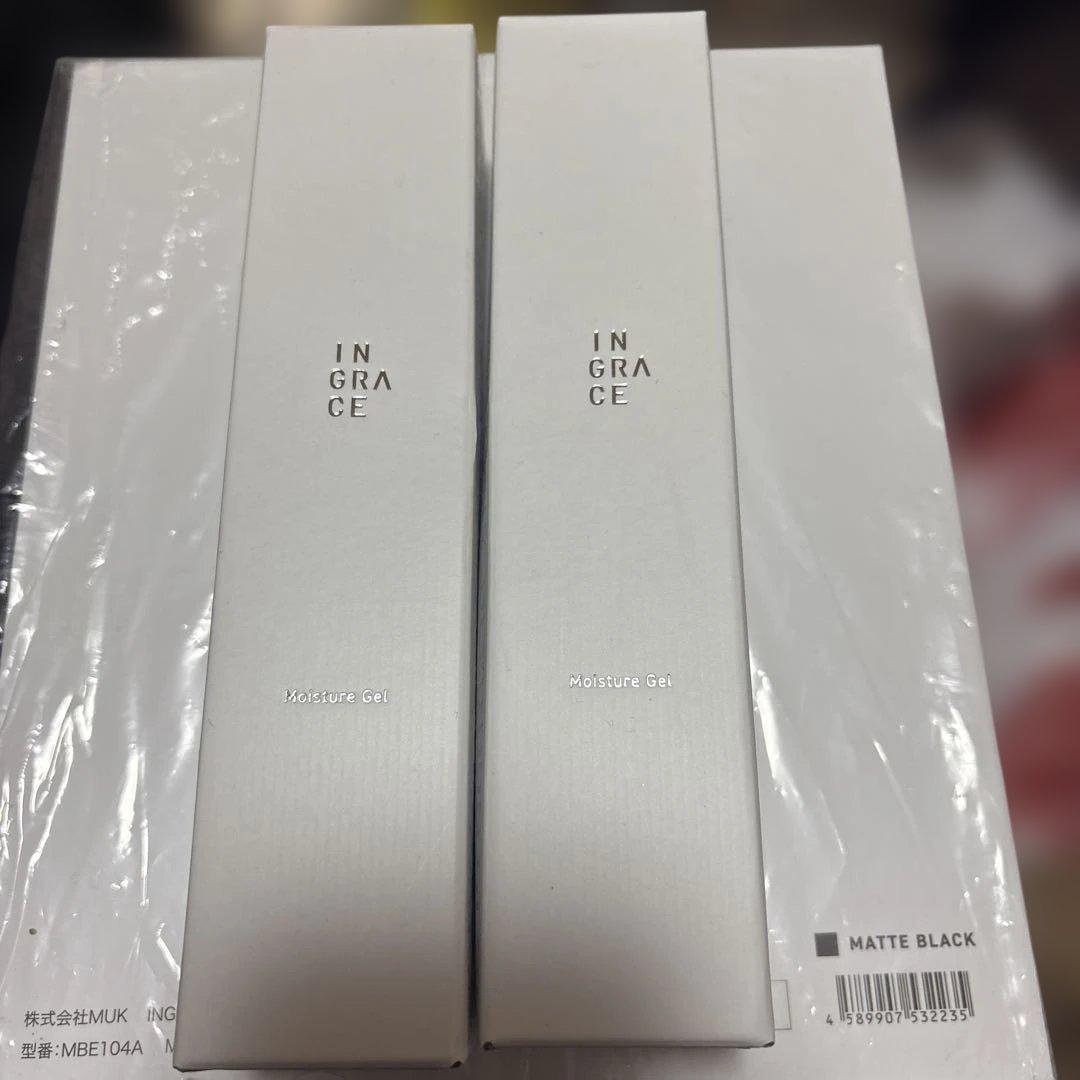 IN
GRA
CE
Moisture Gel
IN
GRA
CE
Moisture Gel
MATTE BLACK
4 589907 532235
株式会社MUK ING
型番:MBE104A